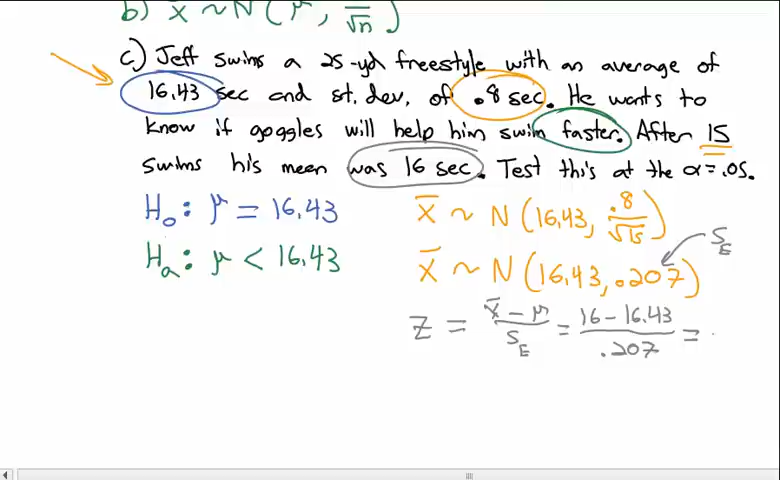 b) X̄ ~ N(μ, /√n)
c) Jeff swims a 25-yd freestyle with an average of
16.43 sec and st. dev. of .8 sec. He wants to
know if goggles will help him swim faster. After 15
swims his mean was 16 sec. Test this at the α=.05.
H₀: μ = 16.43
X̄ ~ N(16.43, .8/√15)
Hₐ: μ < 16.43
X̄ ~ N(16.43, .207)
S_E
Z = (x̄ - μ)/S_E = (16 - 16.43)/.207 =